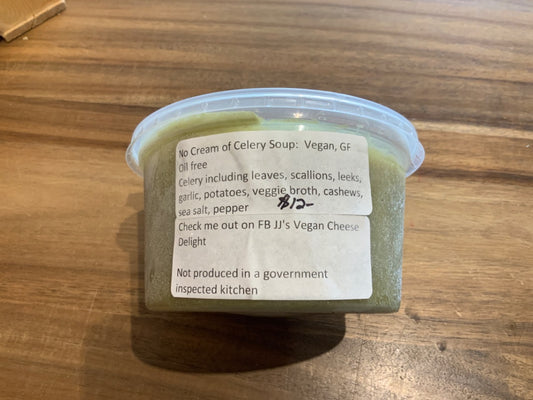 No Cream of Celery Soup: Vegan, GF
Oil free
Celery including leaves, scallions, leeks,
garlic, potatoes, veggie broth, cashews,
sea salt, pepper $12-
Check me out on FB JJ's Vegan Cheese
Delight
Not produced in a government
inspected kitchen